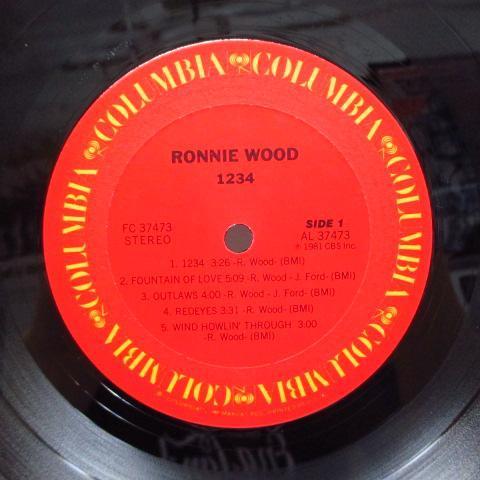 COLUMBIA COLUMBIA COLUMBIA COLUMBIA COLUMBIA COLUMBIA
RONNIE WOOD
1234
FC 37473
STEREO
SIDE 1
AL 37473
℗ 1981 CBS Inc.
1. 1234 3:26 -R. Wood- (BMI)
2. FOUNTAIN OF LOVE 5:09 -R. Wood - J. Ford- (BMI)
3. OUTLAWS 4:00 -R. Wood - J. Ford- (BMI)
4. REDEYES 3:31 -R. Wood- (BMI)
5. WIND HOWLIN' THROUGH 3:00
-R. Wood- (BMI)